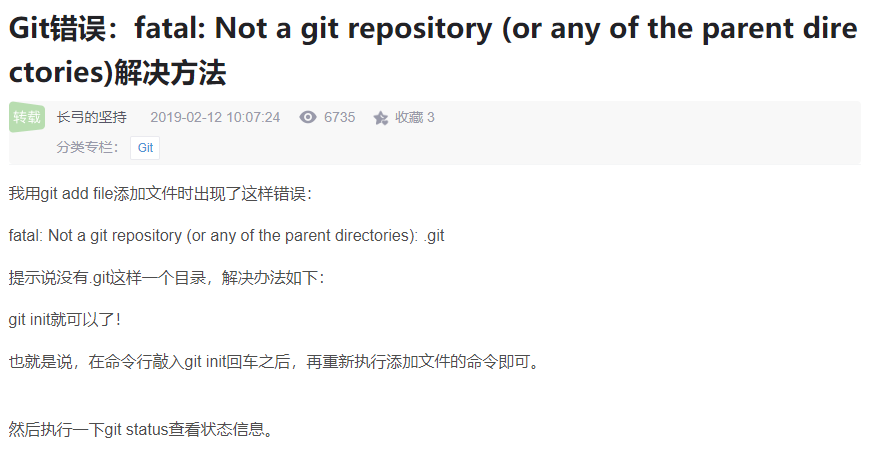 Git错误：fatal: Not a git repository (or any of the parent dire
ctories)解决方法
转载 长弓的坚持 2019-02-12 10:07:24 6735 收藏 3
分类专栏： Git
我用git add file添加文件时出现了这样错误：
fatal: Not a git repository (or any of the parent directories): .git
提示说没有.git这样一个目录，解决办法如下：
git init就可以了！
也就是说，在命令行敲入git init回车之后，再重新执行添加文件的命令即可。
然后执行一下git status查看状态信息。